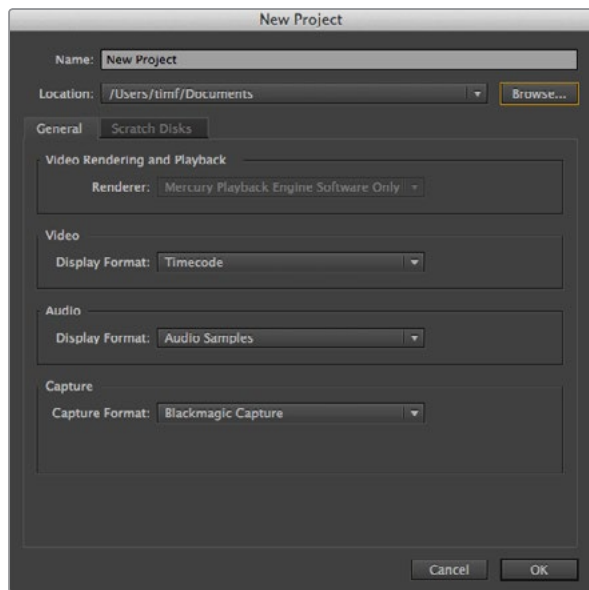 New Project
Name: New Project
Location: /Users/timf/Documents Browse...
General Scratch Disks
Video Rendering and Playback
Renderer: Mercury Playback Engine Software Only
Video
Display Format: Timecode
Audio
Display Format: Audio Samples
Capture
Capture Format: Blackmagic Capture
Cancel OK